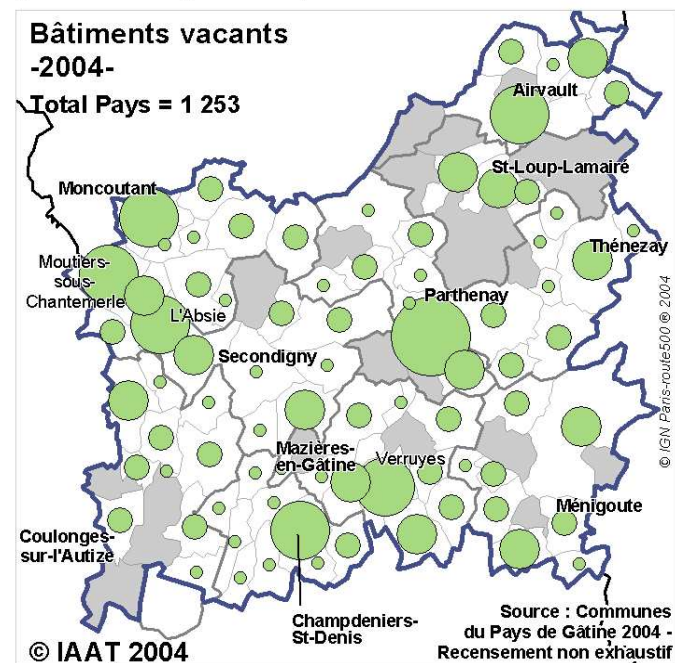 Bâtiments vacants
-2004-
Total Pays = 1 253
Airvault
St-Loup-Lamairé
Moncoutant
Thénezay
Moutiers-
sous-
Chantemerle
L'Absie
Parthenay
Secondigny
Mazières-
en-Gâtine
Verruyes
Ménigoute
Coulonges-
sur-l'Autize
Champdeniers-
St-Denis
© IGN Paris-route500 ® 2004
Source : Communes
du Pays de Gâtine 2004 -
Recensement non exhaustif
© IAAT 2004